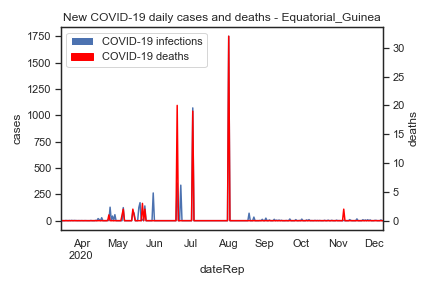 New COVID-19 daily cases and deaths - Equatorial_Guinea
COVID-19 infections
COVID-19 deaths
1750
1500
1250
1000
750
500
250
0
cases
30
25
20
15
10
5
0
deaths
Apr May Jun Jul Aug Sep Oct Nov Dec
2020
dateRep